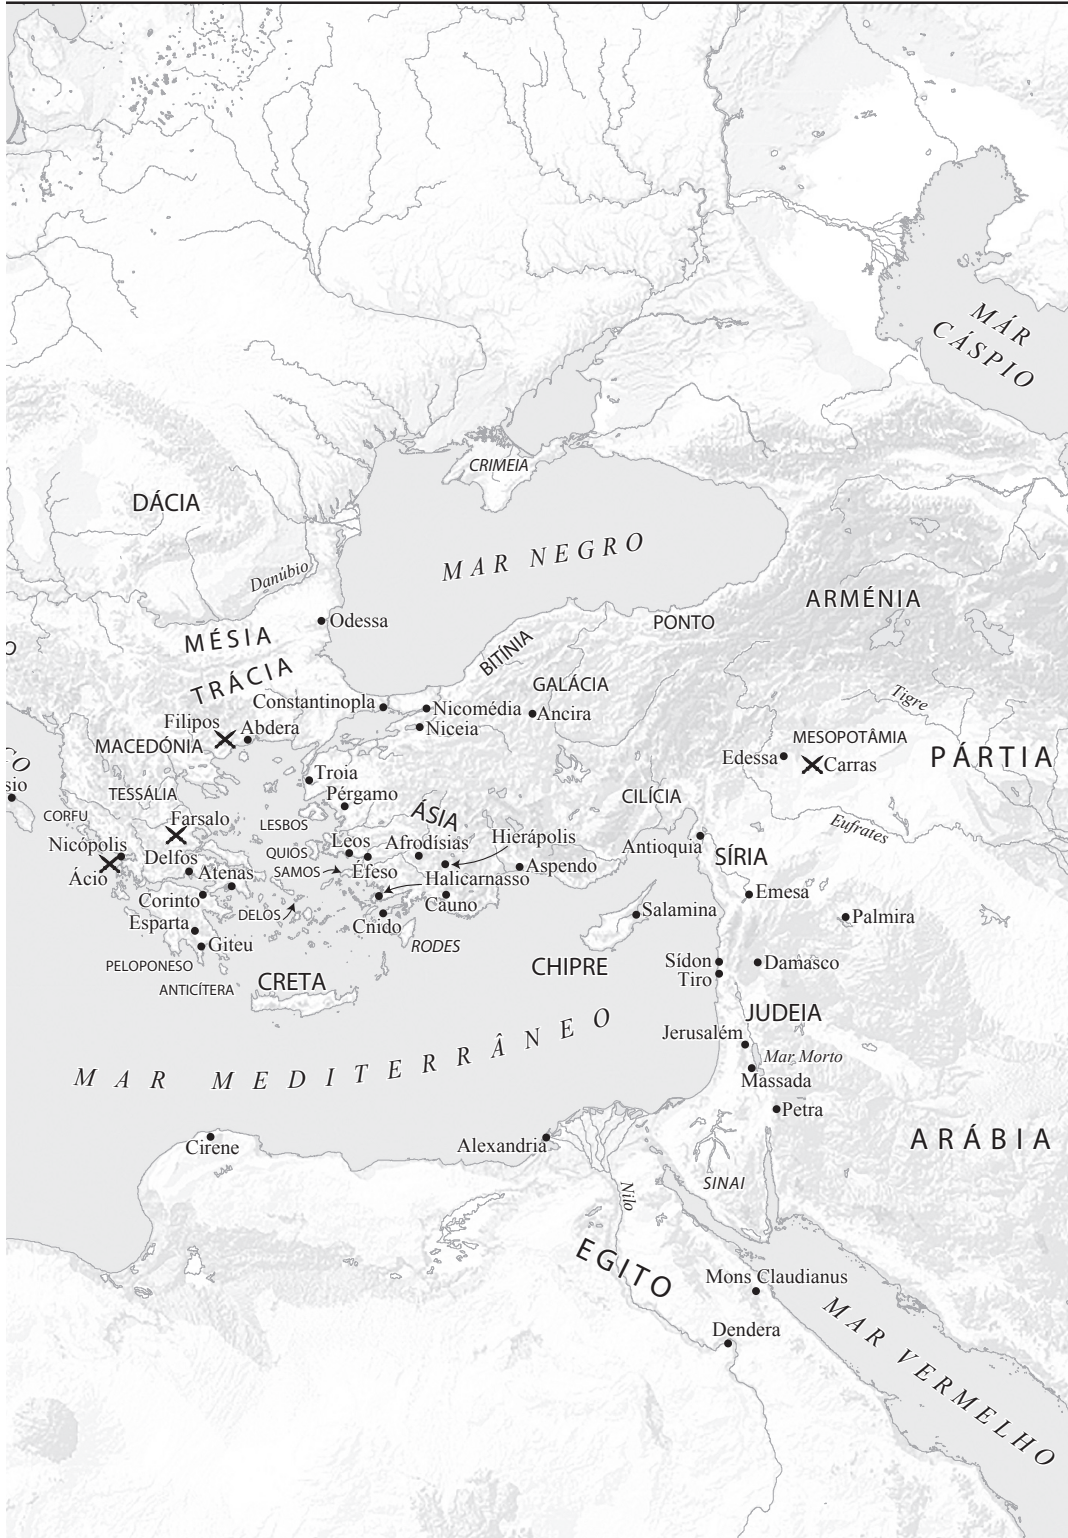 MÁR
CÁSPIO
CRIMEIA
DÁCIA
MAR NEGRO
Danúbio
ARMÉNIA
Odessa
PONTO
MÉSIA
BITÍNIA
O
TRÁCIA
GALÁCIA
Tigre
Constantinopla
Nicomédia
Ancira
Filipos
Abdera
Niceia
MACEDÓNIA
MESOPOTÂMIA
PÁRTIA
Edessa
Carras
CO
sio
Troia
TESSÁLIA
Pérgamo
CILÍCIA
CORFU
ÁSIA
Farsalo
LESBOS
Eufrates
Nicópolis
Leos
Afrodísias
Hierápolis
Antioquia
SÍRIA
Delfos
QUIOS
Ácio
Atenas
SAMOS
Éfeso
Aspendo
Halicarnasso
Emesa
Corinto
Cauno
DELOS
Salamina
Palmira
Esparta
Cnido
Giteu
RODES
PELOPONESO
CHIPRE
Sídon
Damasco
Tiro
ANTICÍTERA
CRETA
JUDEIA
Jerusalém
MAR MEDITERRÂNEO
Mar Morto
Massada
Petra
Cirene
Alexandria
ARÁBIA
SINAI
Nilo
EGITO
Mons Claudianus
Dendera
MAR VERMELHO